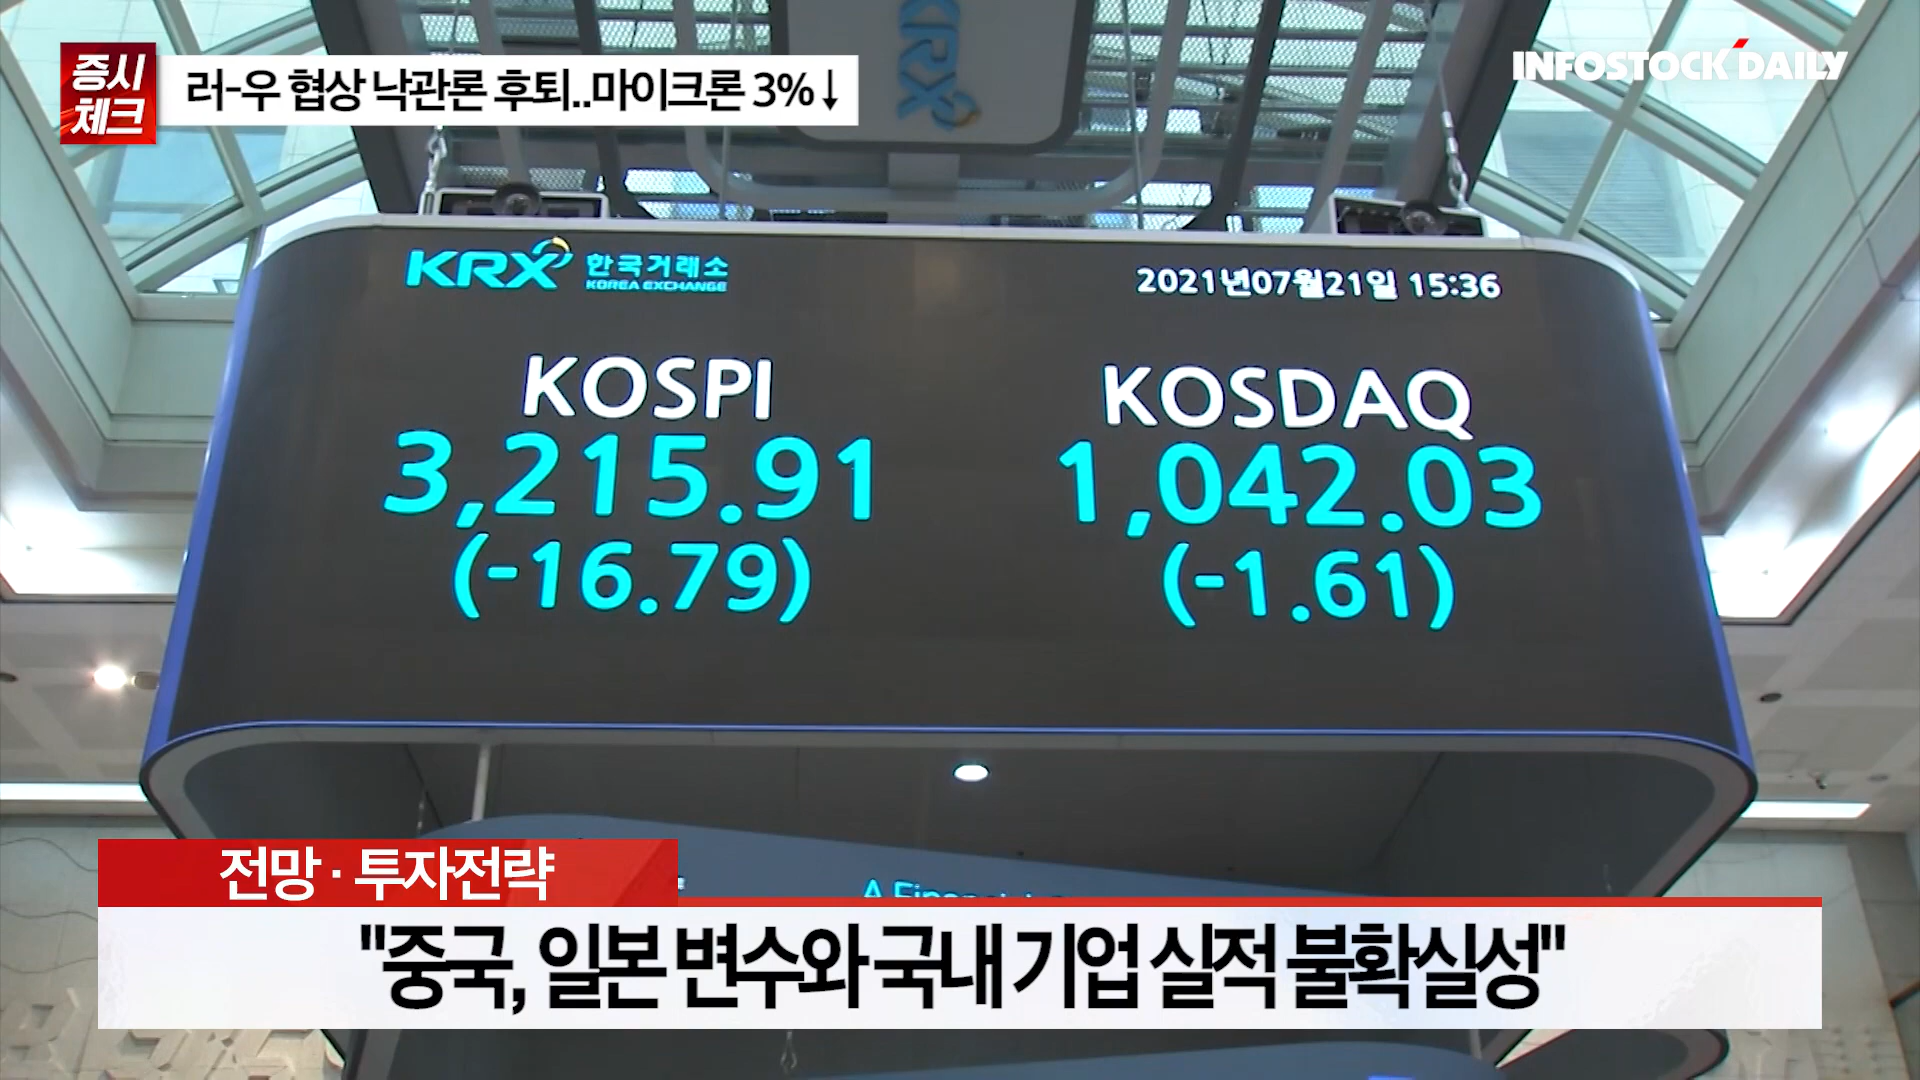 증시
체크
러-우 협상 낙관론 후퇴..마이크론 3%↓
INFOSTOCK DAILY
KRX
KRX 한국거래소
KOREA EXCHANGE
2021년07월21일 15:36
KOSPI
3,215.91
(-16.79)
KOSDAQ
1,042.03
(-1.61)
전망·투자전략
"중국, 일본 변수와 국내 기업 실적 불확실성"